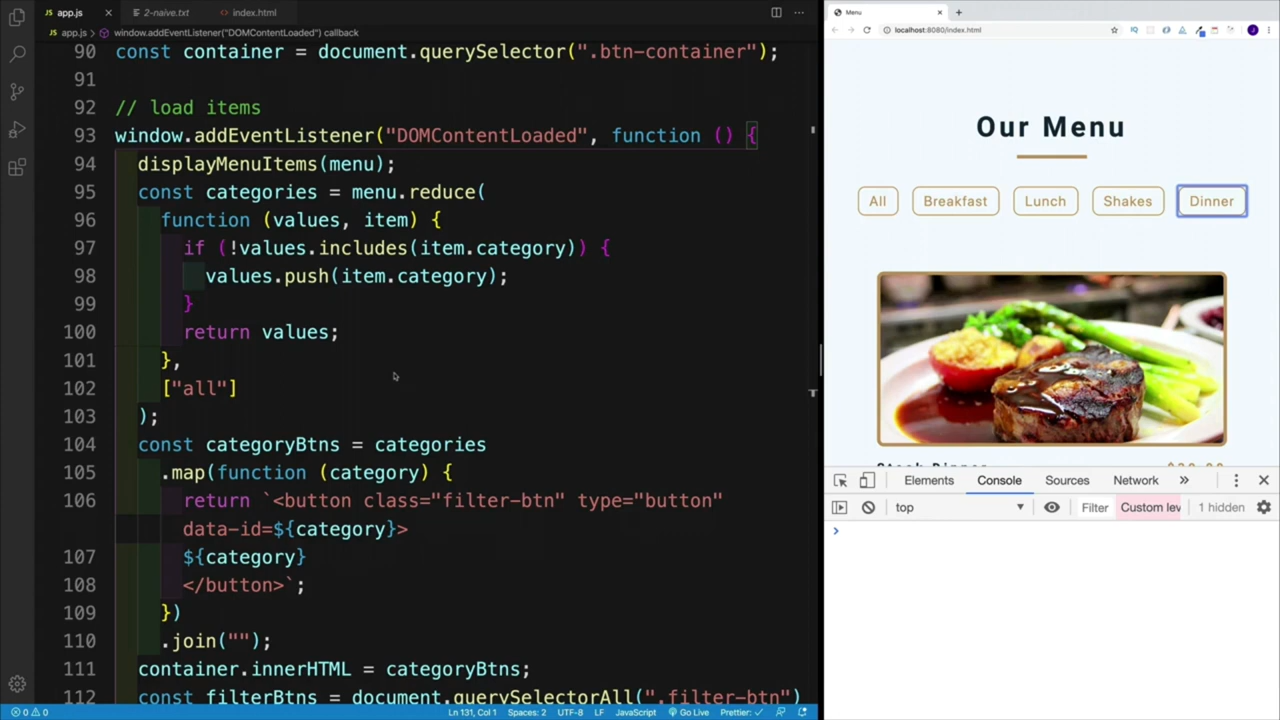 app.js
2-naive.txt
index.html
app.js > window.addEventListener("DOMContentLoaded") callback
90 const container = document.querySelector(".btn-container");
91
92 // load items
93 window.addEventListener("DOMContentLoaded", function () {
94 displayMenuItems(menu);
95 const categories = menu.reduce(
96 function (values, item) {
97 if (!values.includes(item.category)) {
98 values.push(item.category);
99 }
100 return values;
101 },
102 ["all"]
103 );
104 const categoryBtns = categories
105 .map(function (category) {
106 return `<button class="filter-btn" type="button"
data-id=${category}>
107 ${category}
108 </button>`;
109 })
110 .join("");
111 container.innerHTML = categoryBtns;
112 const filterBtns = document.querySelectorAll(".filter-btn")
0 0
Ln 131, Col 1
Spaces: 2
UTF-8
LF
JavaScript
Go Live
Prettier: ✓
Menu
localhost:8080/index.html
Our Menu
All
Breakfast
Lunch
Shakes
Dinner
Elements
Console
Sources
Network
top
Filter
Custom lev
1 hidden